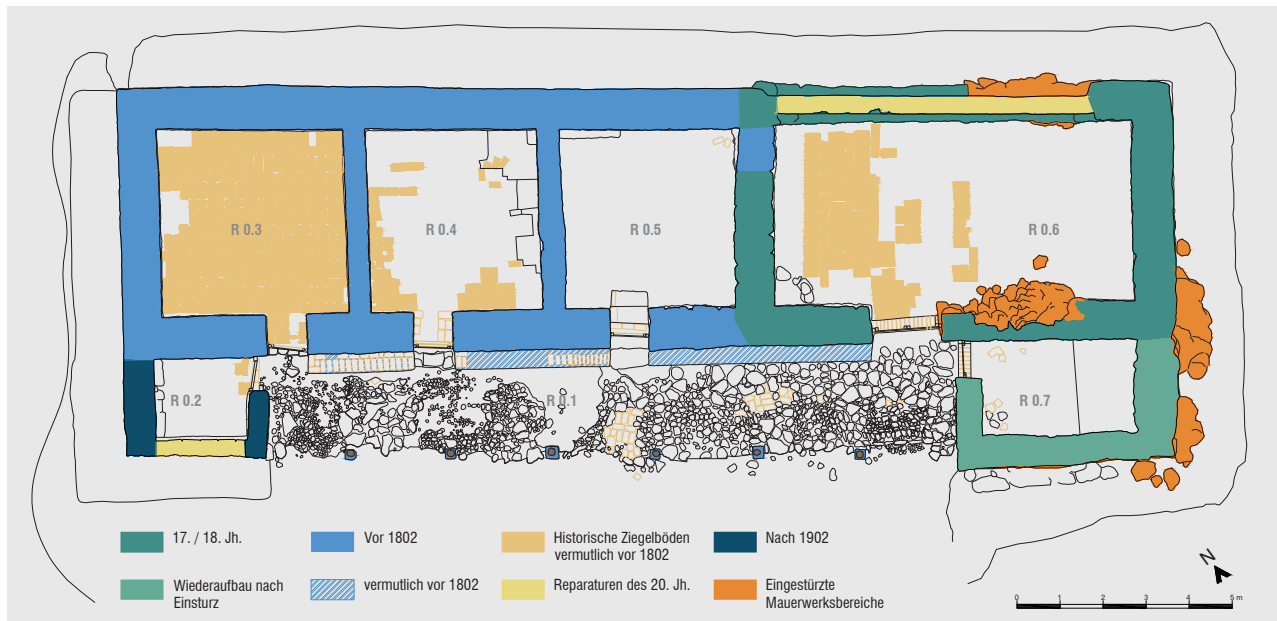 R 0.3
R 0.4
R 0.5
R 0.6
R 0.2
R 0.1
R 0.7
17. / 18. Jh.
Vor 1802
Historische Ziegelböden
vermutlich vor 1802
Nach 1902
Wiederaufbau nach
Einsturz
vermutlich vor 1802
Reparaturen des 20. Jh.
Eingestürzte
Mauerwerksbereiche
N
0 1 2 3 4 5 m